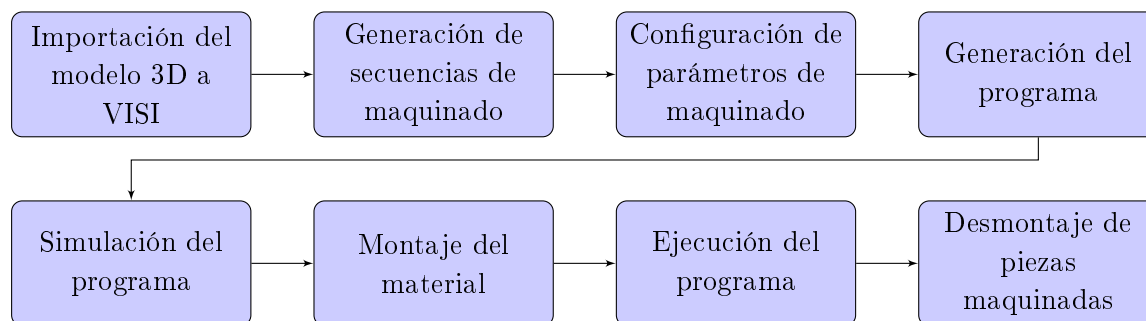 Importación del
modelo 3D a
VISI
Generación de
secuencias de
maquinado
Configuración de
parámetros de
maquinado
Generación del
programa
Simulación del
programa
Montaje del
material
Ejecución del
programa
Desmontaje de
piezas
maquinadas